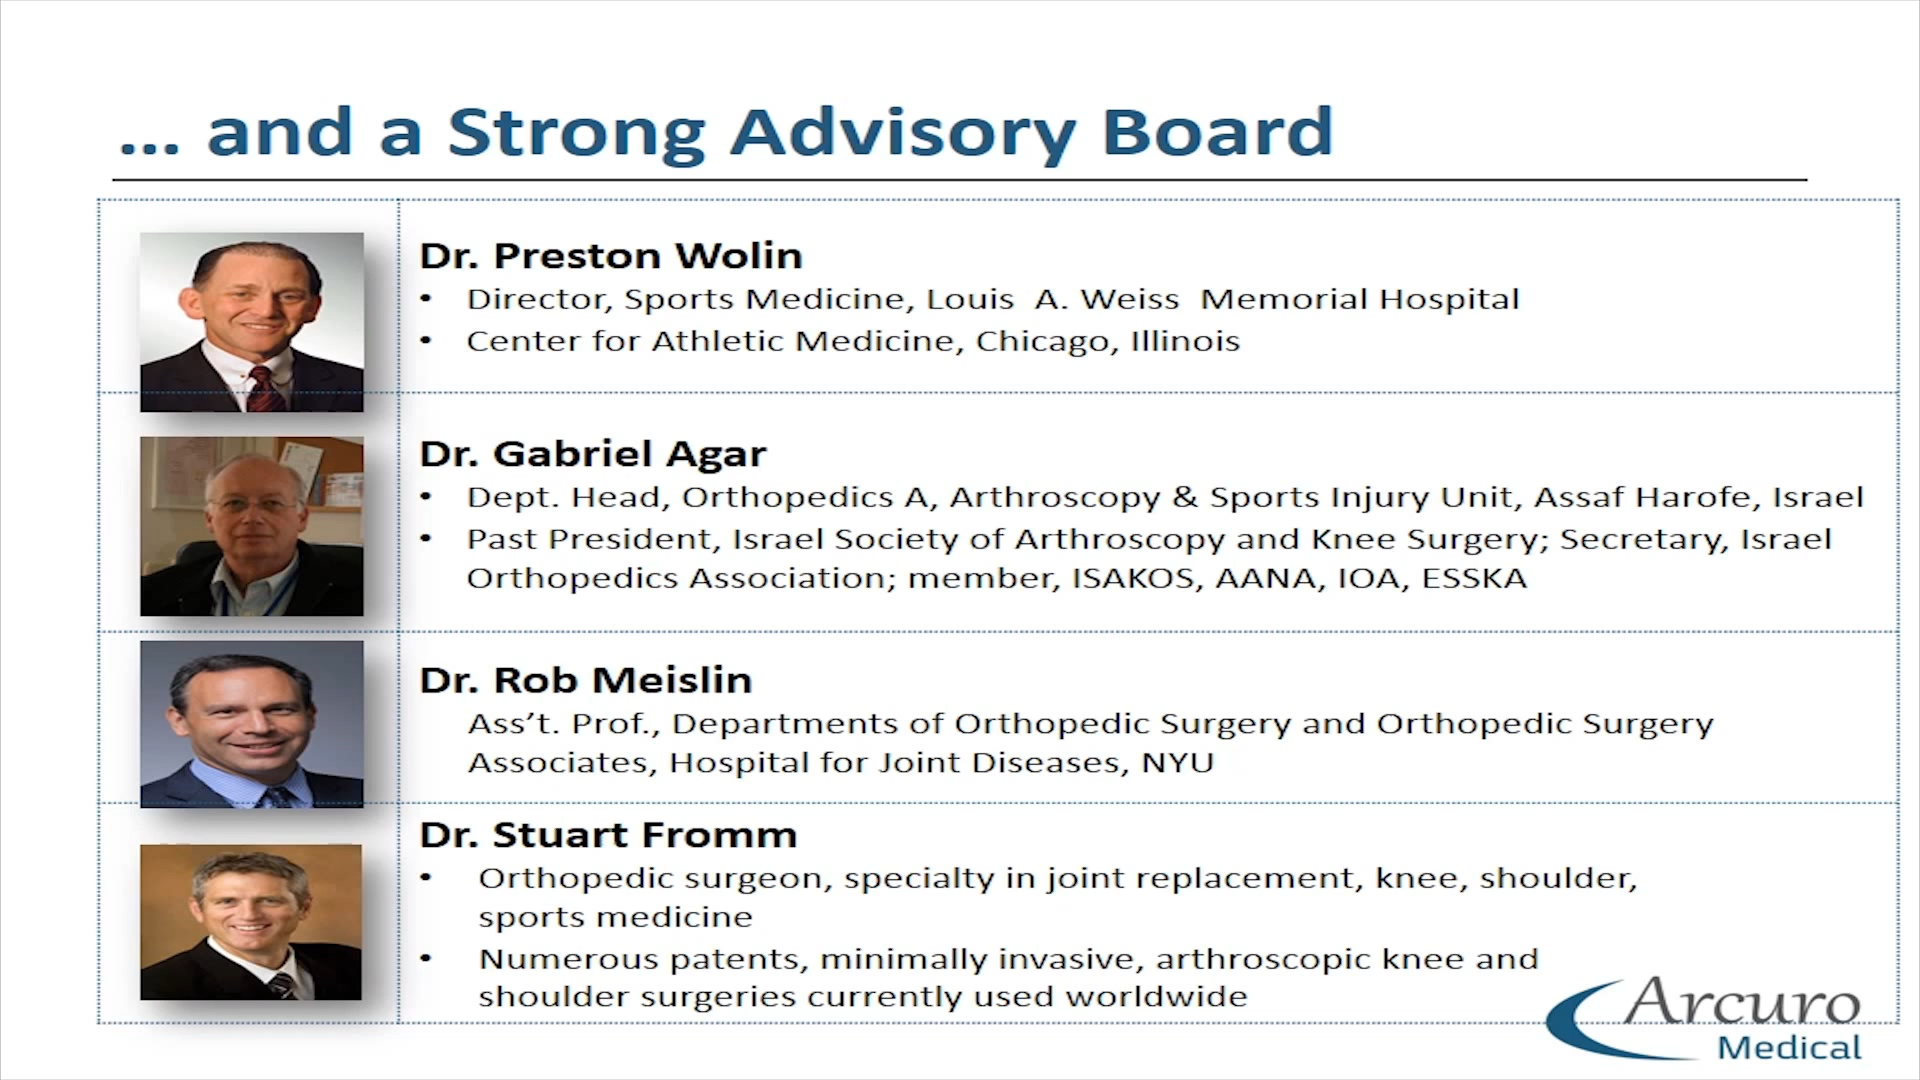 ... and a Strong Advisory Board
Dr. Preston Wolin
• Director, Sports Medicine, Louis A. Weiss Memorial Hospital
• Center for Athletic Medicine, Chicago, Illinois
Dr. Gabriel Agar
• Dept. Head, Orthopedics A, Arthroscopy & Sports Injury Unit, Assaf Harofe, Israel
• Past President, Israel Society of Arthroscopy and Knee Surgery; Secretary, Israel
Orthopedics Association; member, ISAKOS, AANA, IOA, ESSKA
Dr. Rob Meislin
Ass’t. Prof., Departments of Orthopedic Surgery and Orthopedic Surgery
Associates, Hospital for Joint Diseases, NYU
Dr. Stuart Fromm
• Orthopedic surgeon, specialty in joint replacement, knee, shoulder,
sports medicine
• Numerous patents, minimally invasive, arthroscopic knee and
shoulder surgeries currently used worldwide
Arcuro
Medical